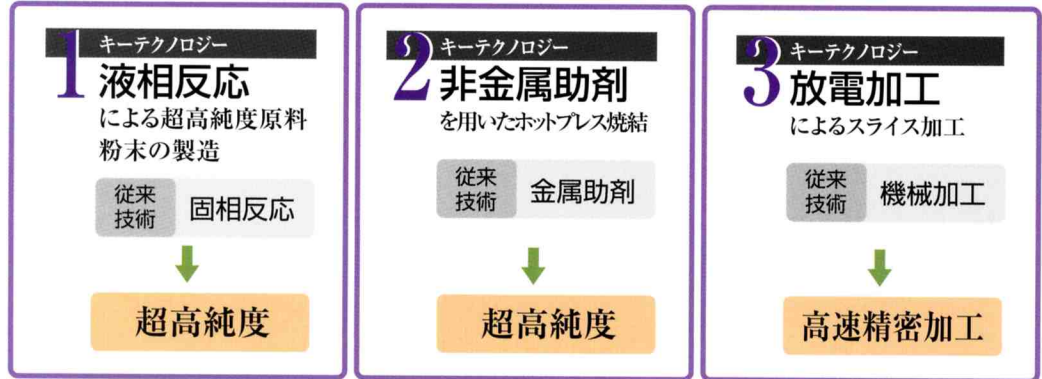 1 キーテクノロジー
液相反応
による超高純度原料
粉末の製造
従来
技術
固相反応
超高純度
2 キーテクノロジー
非金属助剤
を用いたホットプレス焼結
従来
技術
金属助剤
超高純度
3 キーテクノロジー
放電加工
によるスライス加工
従来
技術
機械加工
高速精密加工